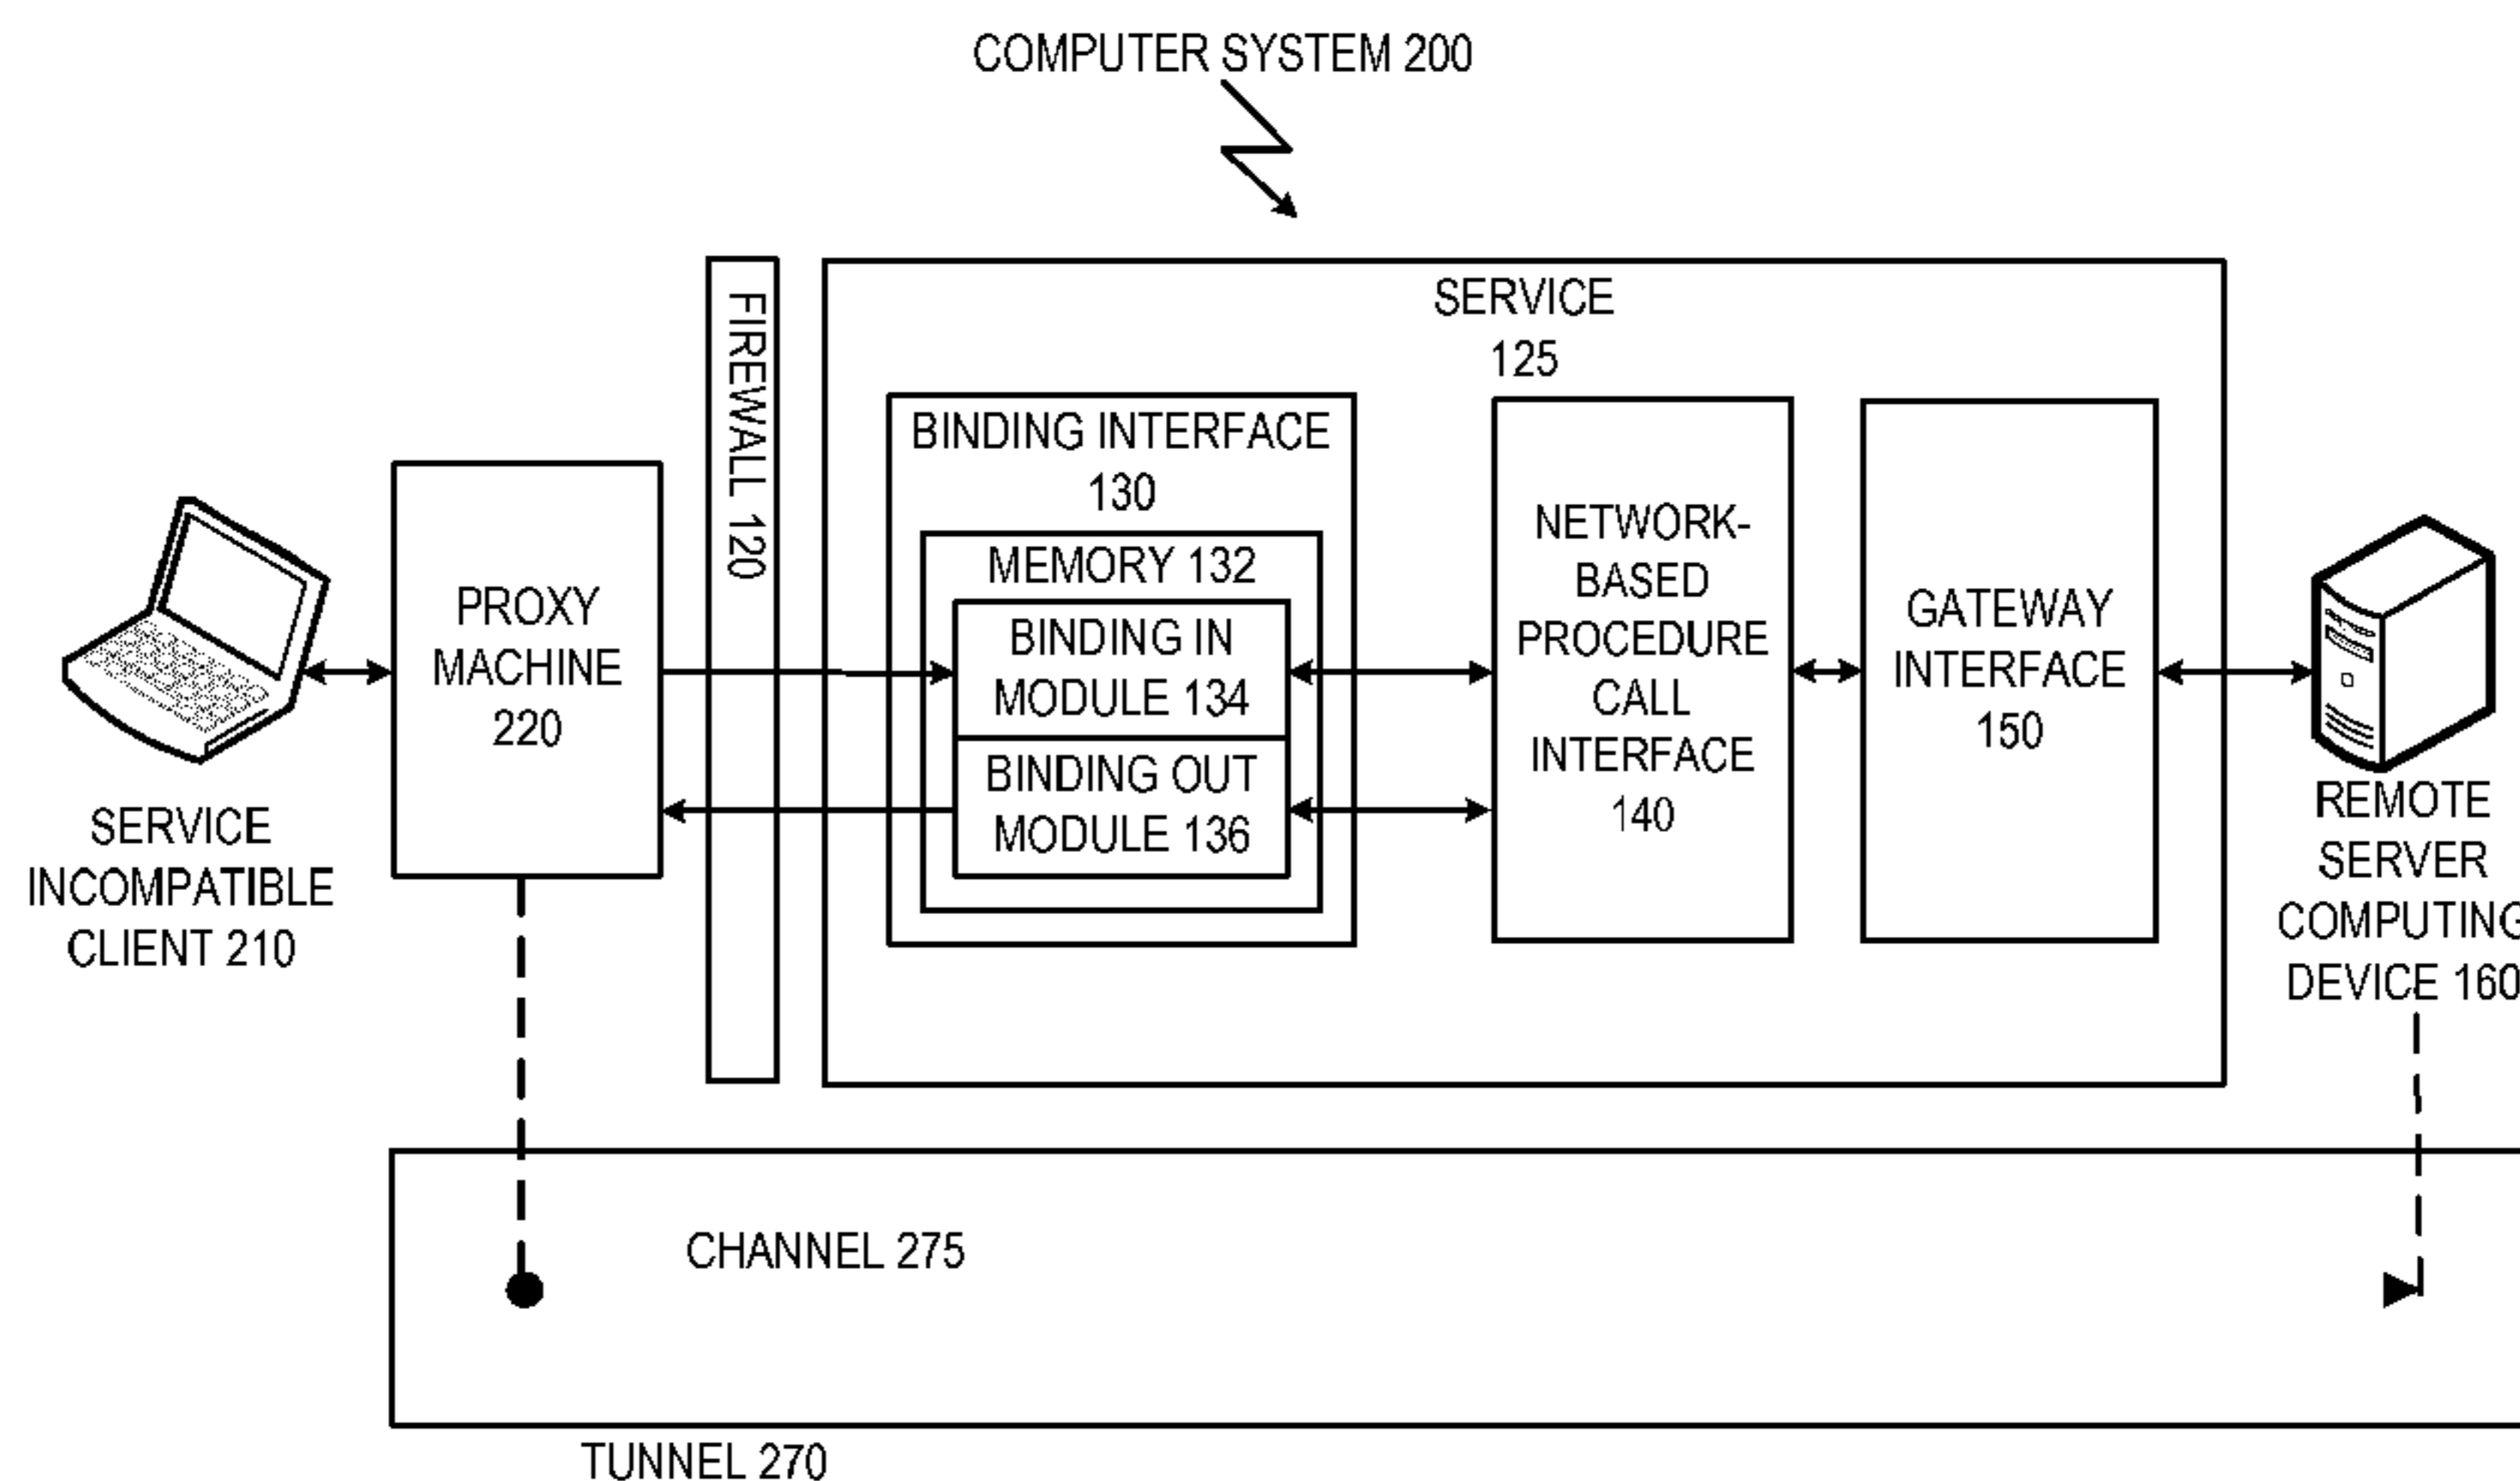 COMPUTER SYSTEM 200
SERVICE
125
FIREWALL 120
BINDING INTERFACE
130
MEMORY 132
BINDING IN
MODULE 134
BINDING OUT
MODULE 136
NETWORK-
BASED
PROCEDURE
CALL
INTERFACE
140
GATEWAY
INTERFACE
150
PROXY
MACHINE
220
SERVICE
INCOMPATIBLE
CLIENT 210
REMOTE
SERVER
COMPUTING
DEVICE 160
CHANNEL 275
TUNNEL 270